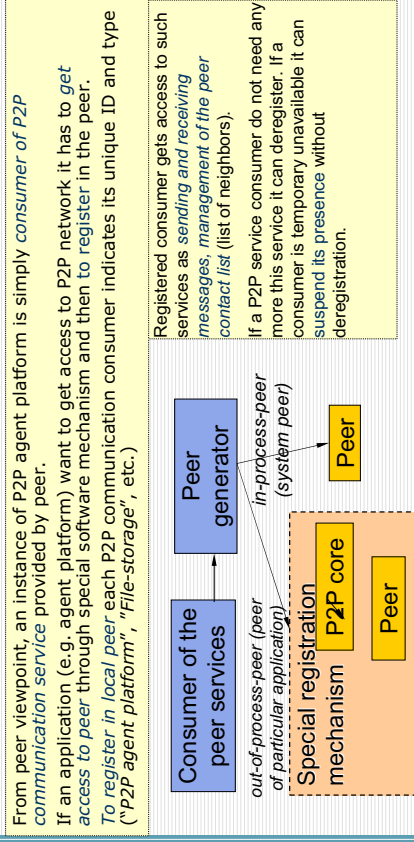 From peer viewpoint, an instance of P2P agent platform is simply consumer of P2P
communication service provided by peer.
If an application (e.g. agent platform) want to get access to P2P network it has to get
access to peer through special software mechanism and then to register in the peer.
To register in local peer each P2P communication consumer indicates its unique ID and type
("P2P agent platform", "File-storage", etc.)
Consumer of the
peer services
Peer
generator
out-of-process-peer (peer
of particular application)
in-process-peer
(system peer)
Special registration
mechanism
P2P core
Peer
Peer
Registered consumer gets access to such
services as sending and receiving
messages, management of the peer
contact list (list of neighbors).
If a P2P service consumer do not need any
more this service it can deregister. If a
consumer is temporary unavailable it can
suspend its presence without
deregistration.